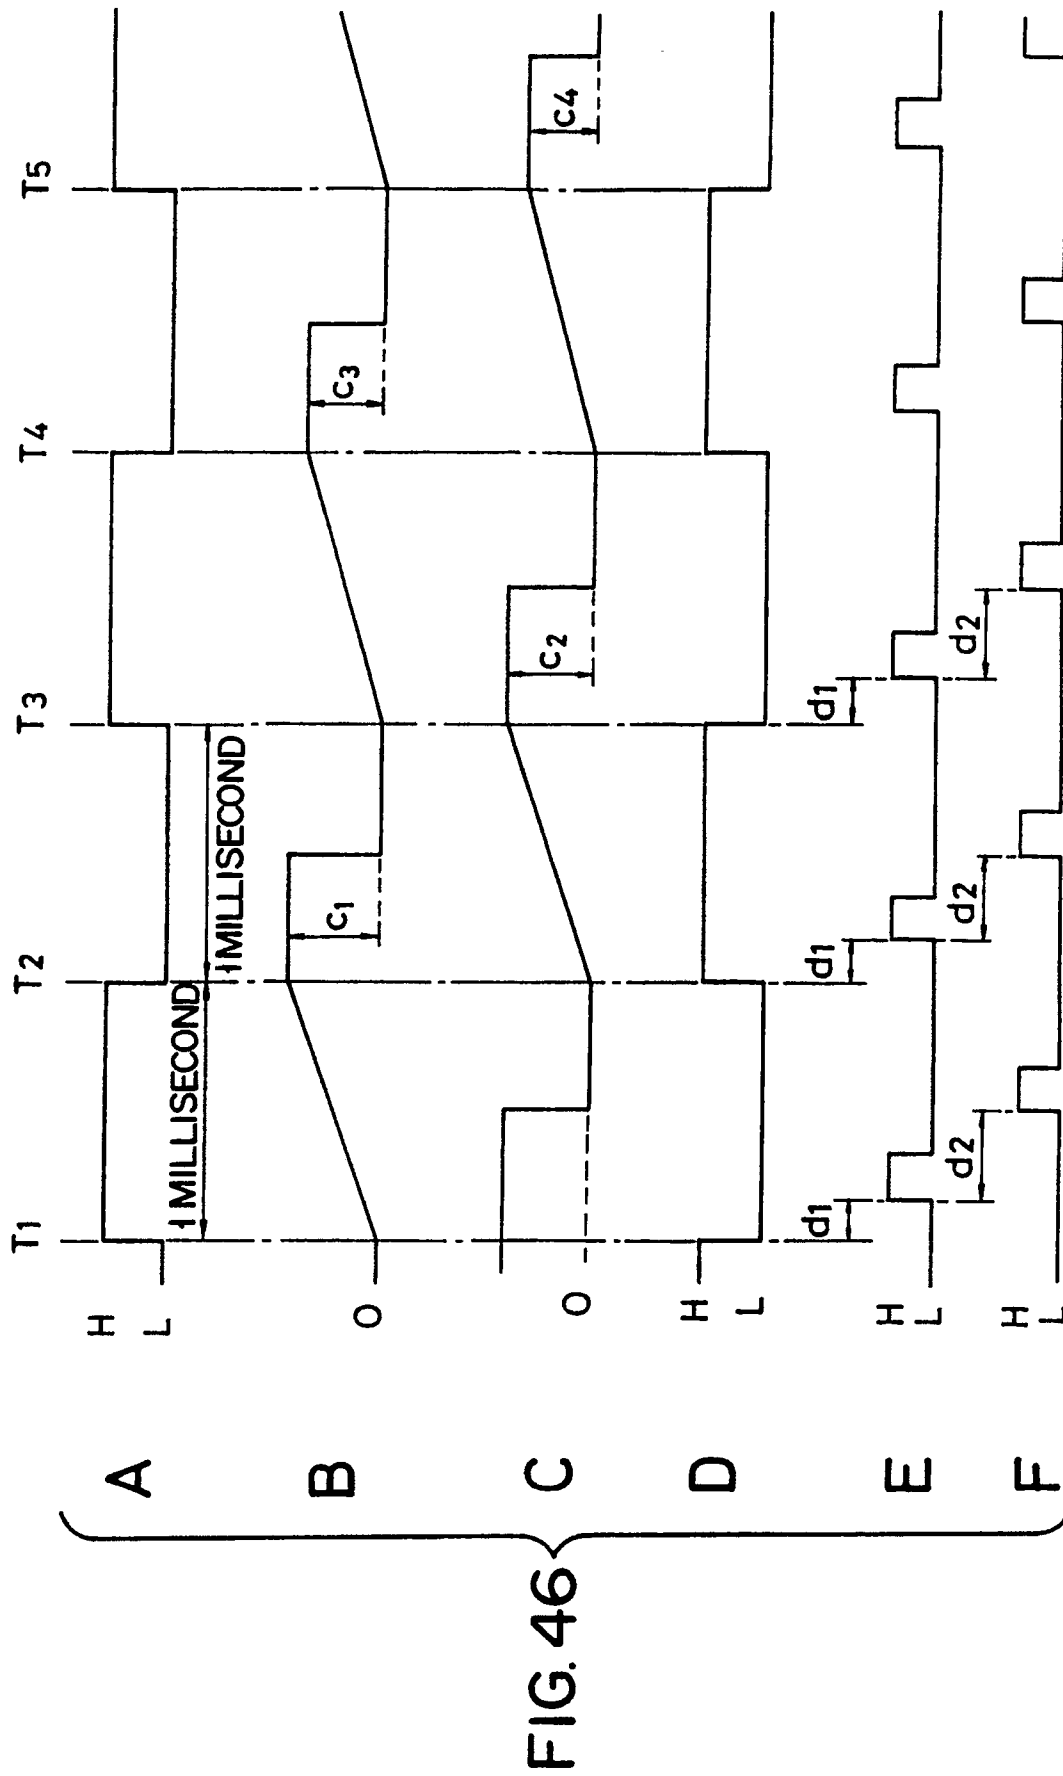 T1 T2 T3 T4 T5
A H L
1 MILLISECOND 1 MILLISECOND
B O
C1 C3
C O
C2 C4
D H L
d1 d1 d1
E H L
d2 d2 d2
F H L
FIG. 46